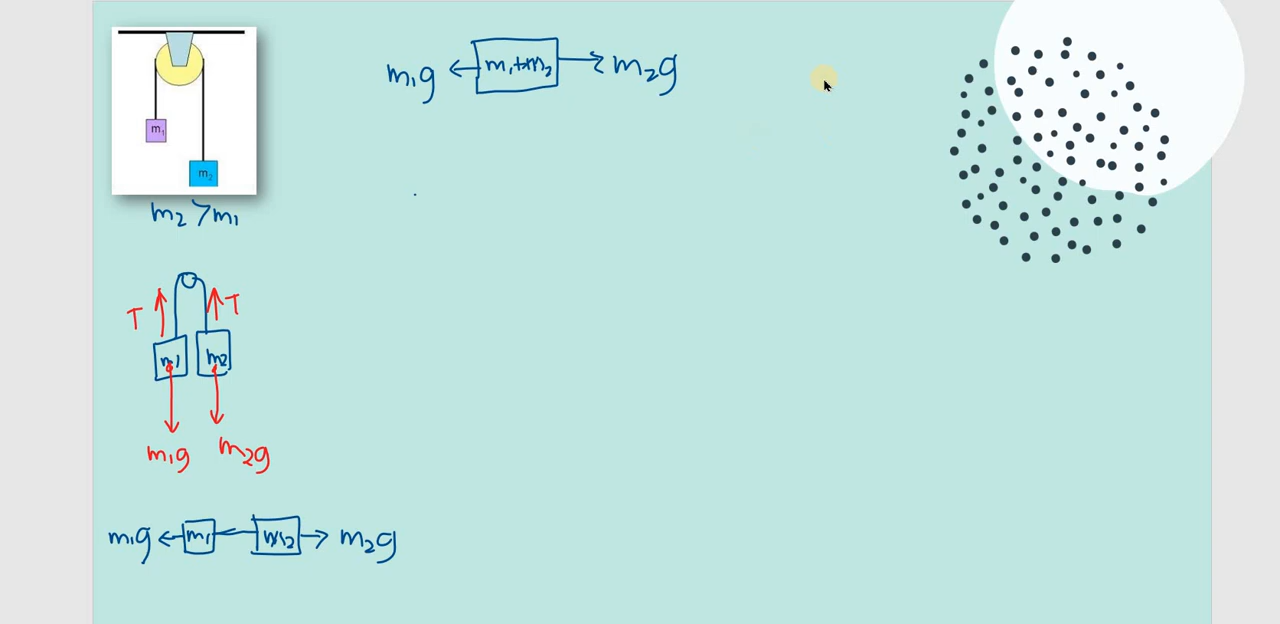 m1
m2
m2 > m1
T T
m1 m2
m1g m2g
m1g ← m1 — m2 → m2g
m1g ← m1+m2 → m2g